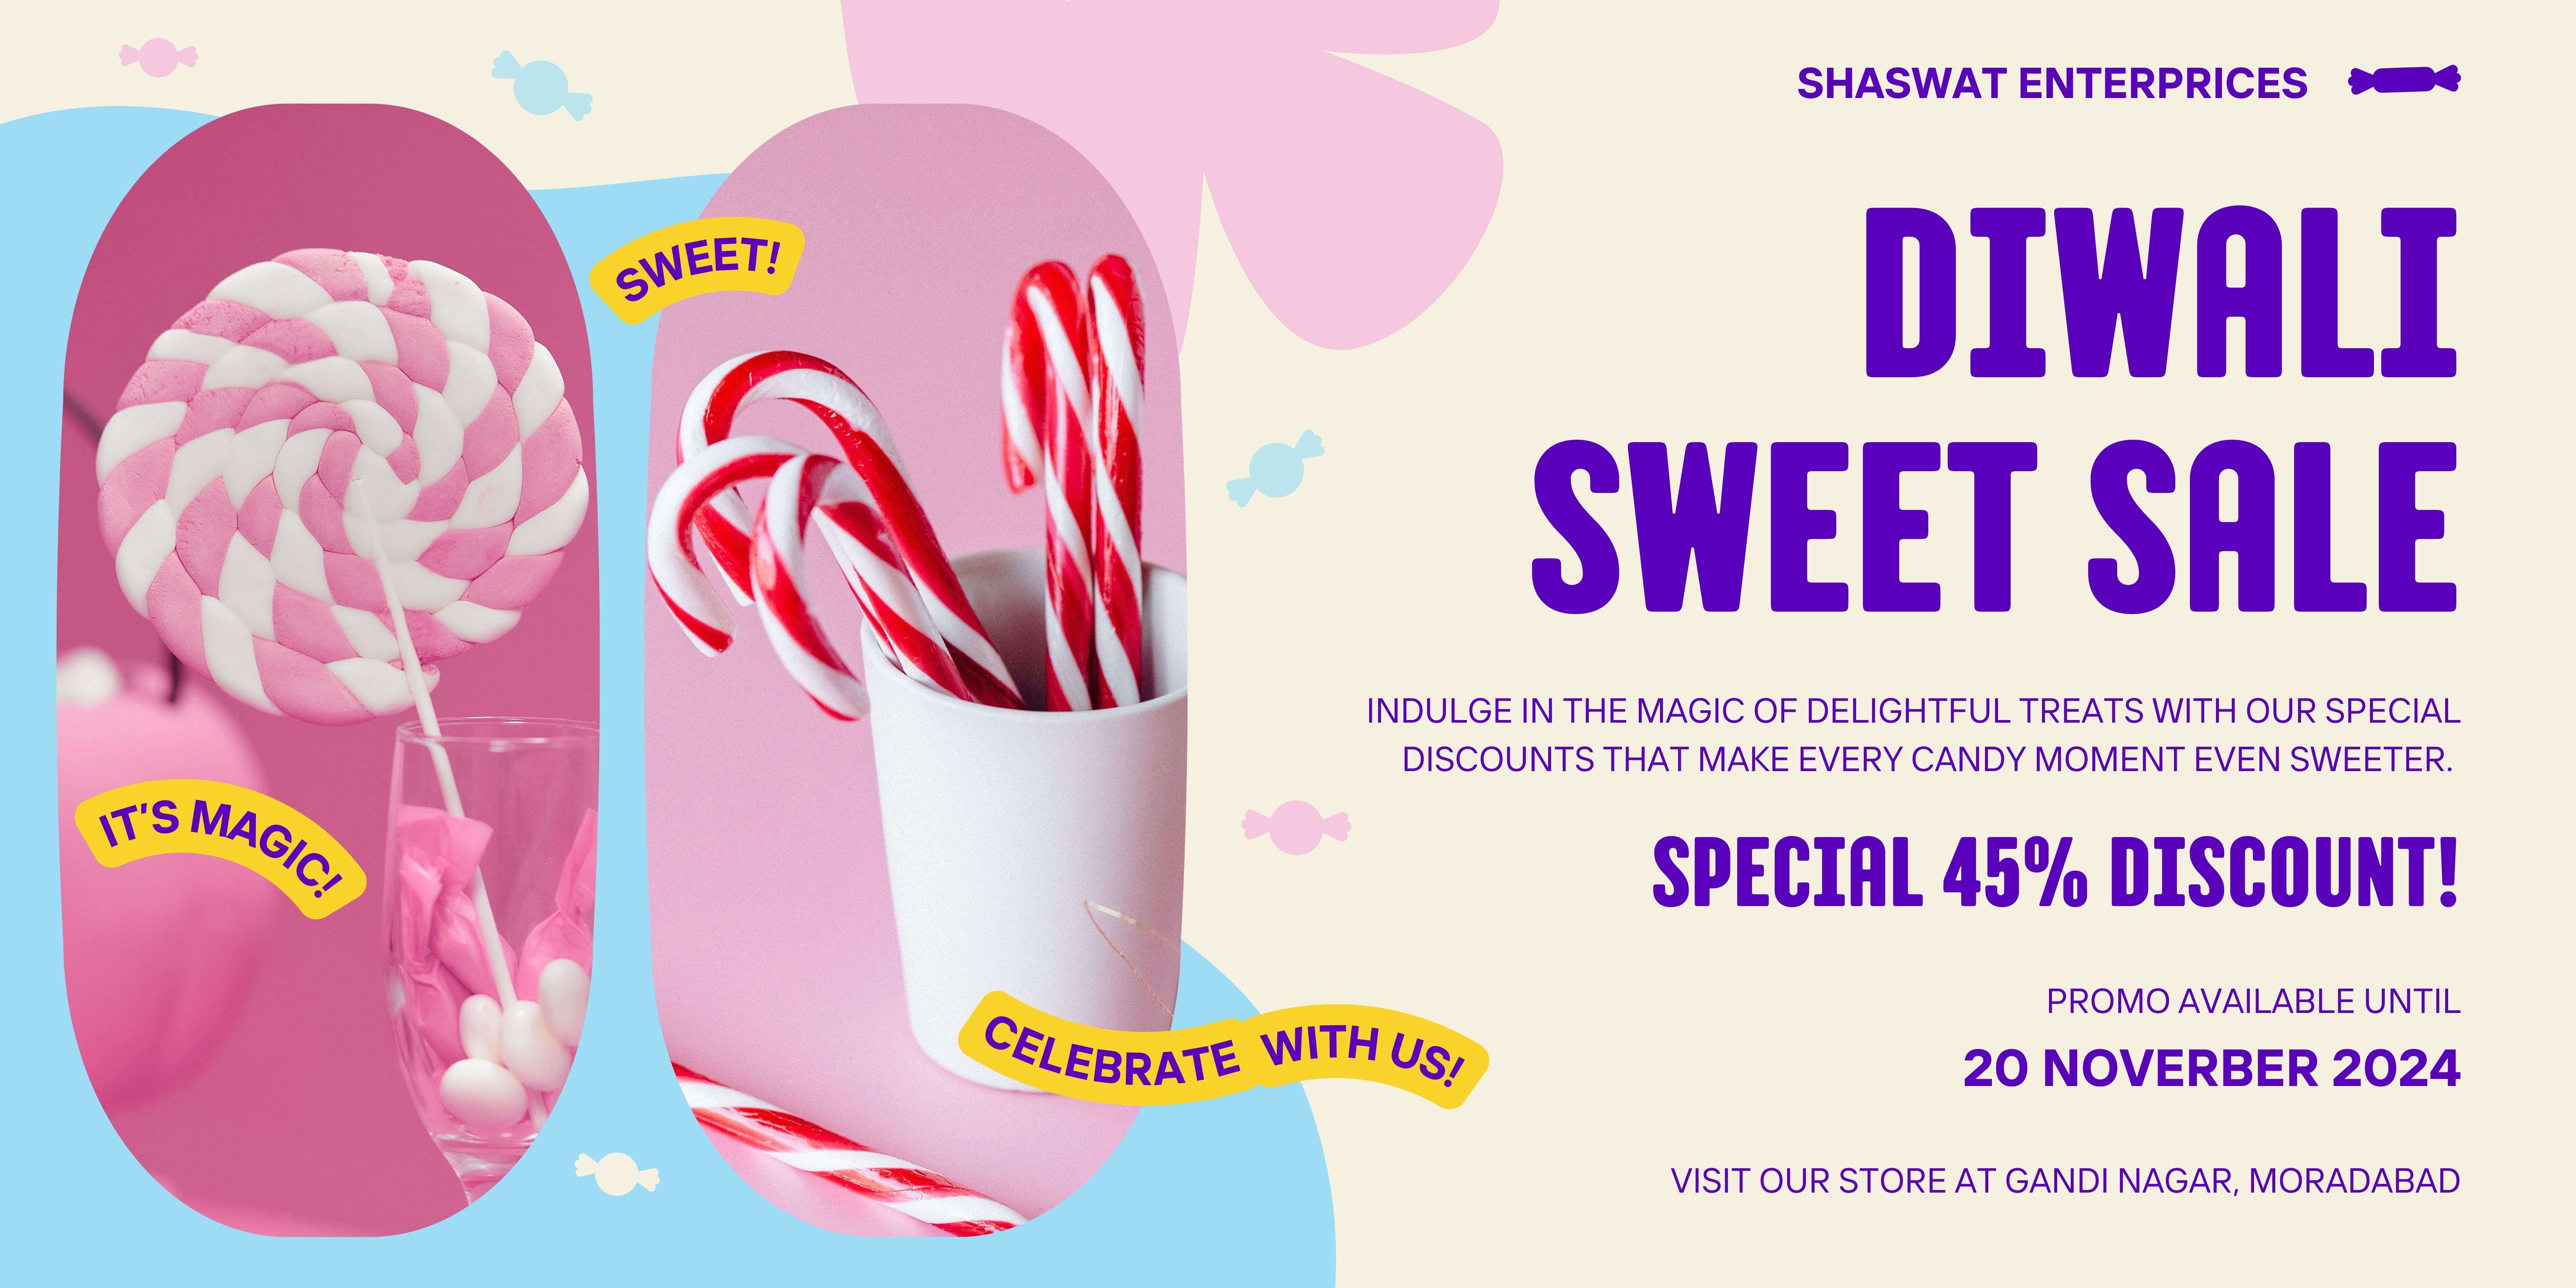 SHASWAT ENTERPRICES
DIWALI
SWEET SALE
INDULGE IN THE MAGIC OF DELIGHTFUL TREATS WITH OUR SPECIAL
DISCOUNTS THAT MAKE EVERY CANDY MOMENT EVEN SWEETER.
SPECIAL 45% DISCOUNT!
PROMO AVAILABLE UNTIL
20 NOVERBER 2024
VISIT OUR STORE AT GANDI NAGAR, MORADABAD
SWEET!
IT'S MAGIC!
CELEBRATE WITH US!